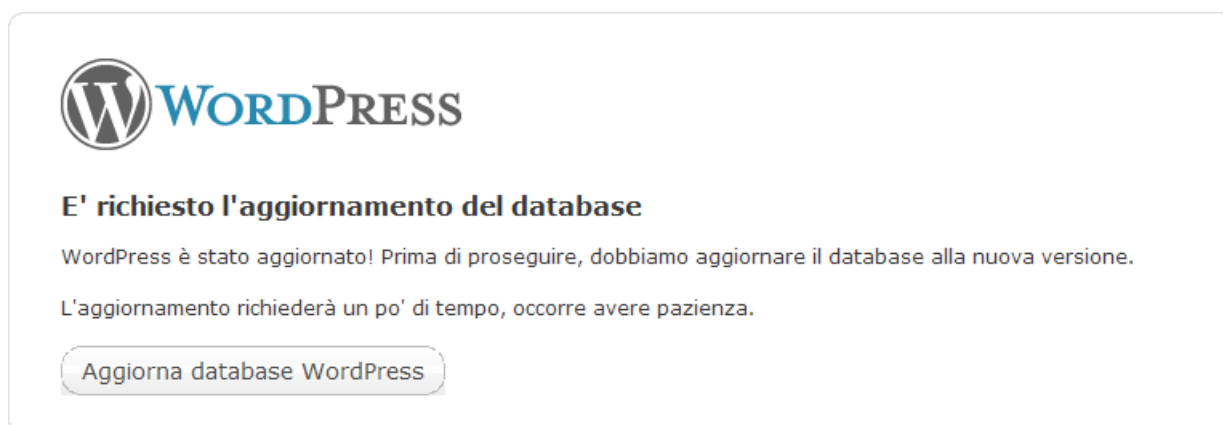 WORDPRESS
E' richiesto l'aggiornamento del database
WordPress è stato aggiornato! Prima di proseguire, dobbiamo aggiornare il database alla nuova versione.
L'aggiornamento richiederà un po' di tempo, occorre avere pazienza.
Aggiorna database WordPress